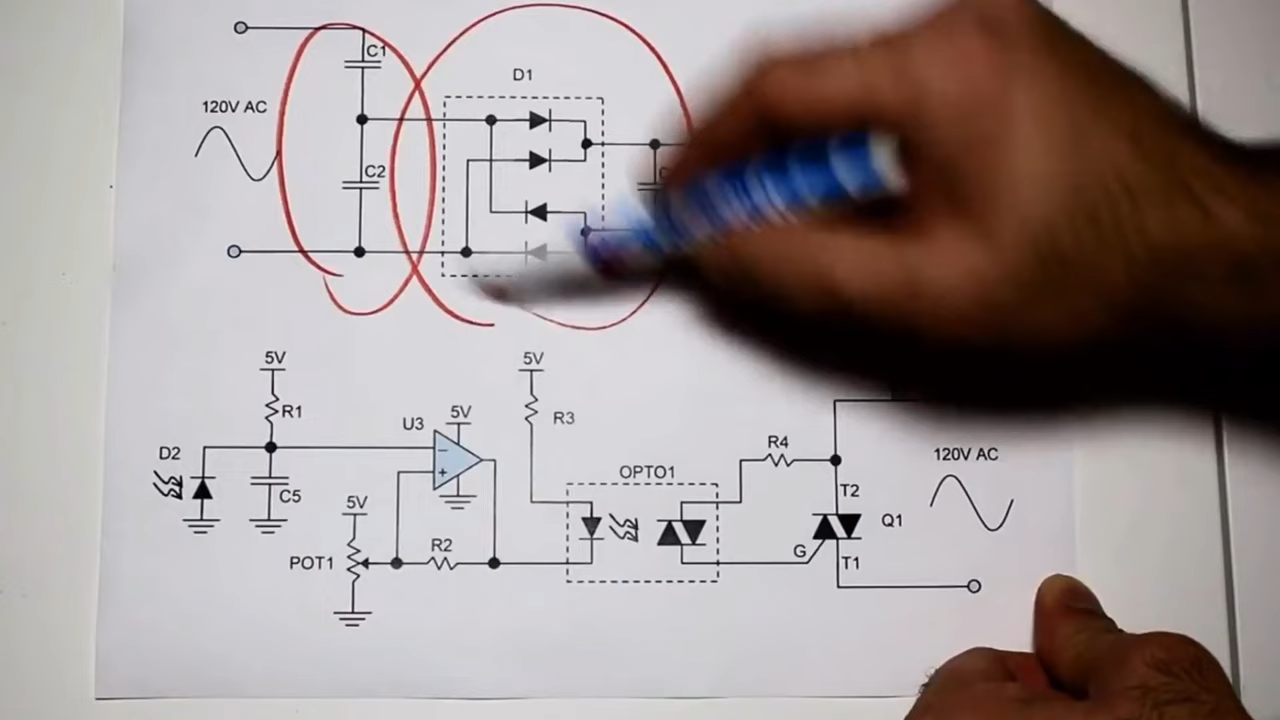 C1
D1
120V AC
C2
C
5V
5V
R1
U3
5V
R3
D2
R4
120V AC
OPTO1
T2
C5
5V
Q1
R2
G
POT1
T1
−
+